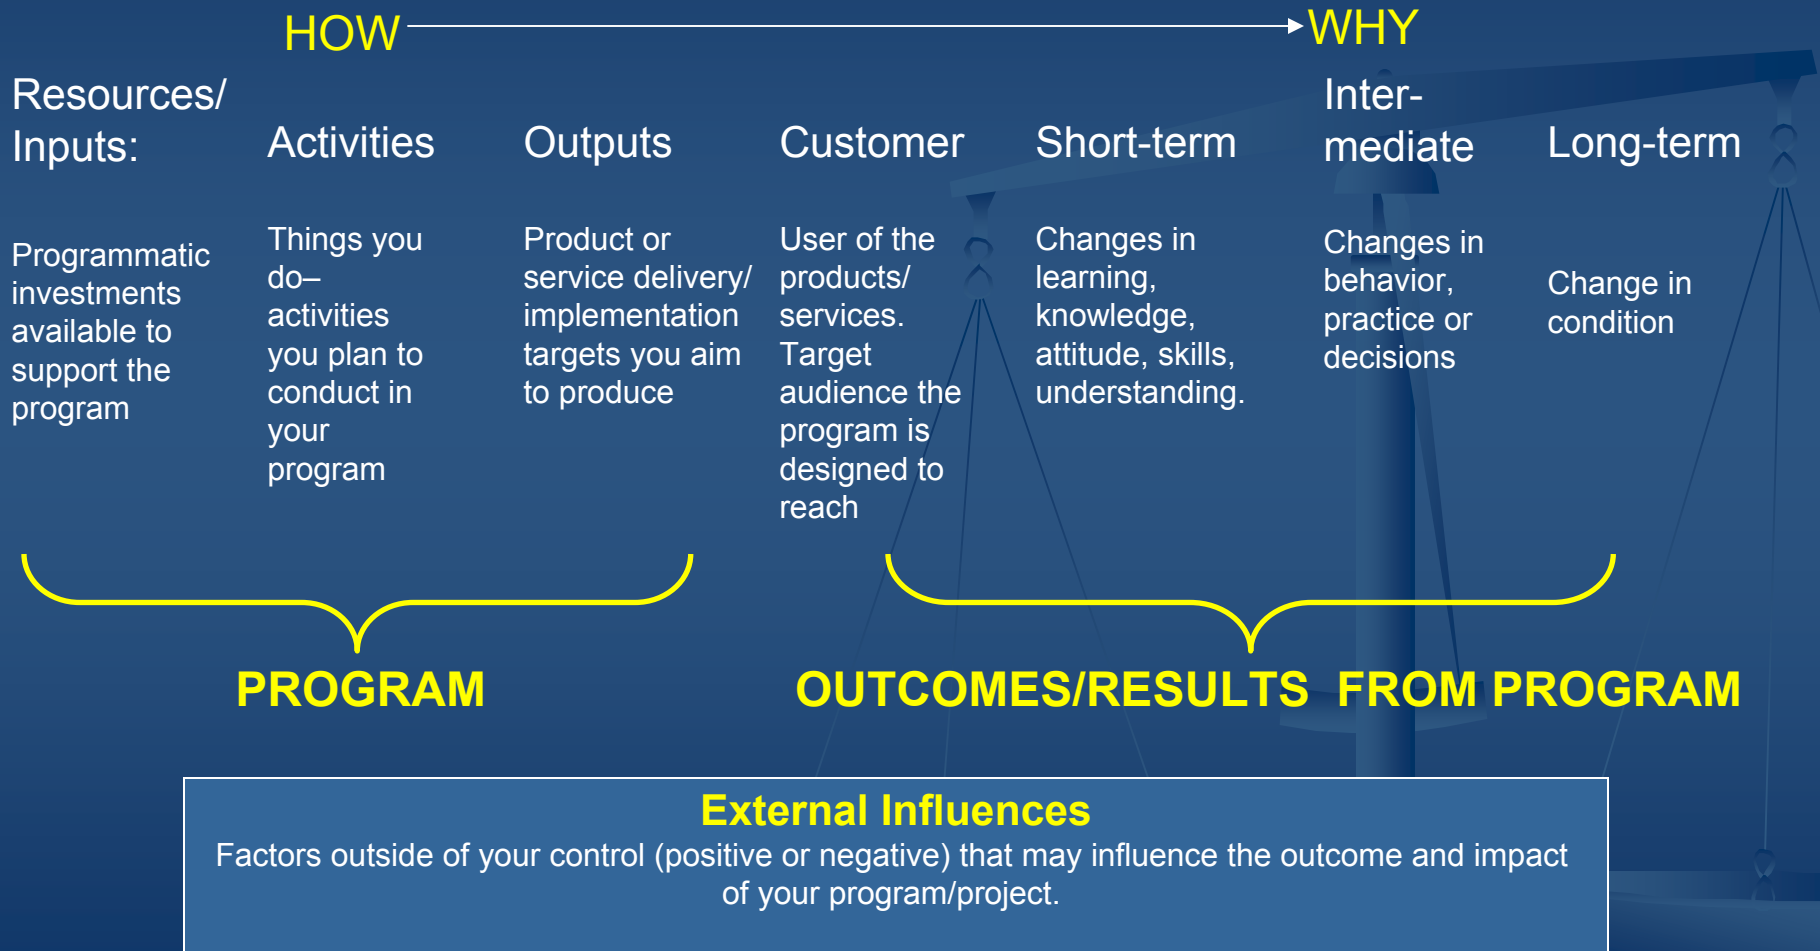 HOW
WHY
Resources/
Inputs:
Activities
Outputs
Customer
Short-term
Inter-
mediate
Long-term
Programmatic
investments
available to
support the
program
Things you
do–
activities
you plan to
conduct in
your
program
Product or
service delivery/
implementation
targets you aim
to produce
User of the
products/
services.
Target
audience the
program is
designed to
reach
Changes in
learning,
knowledge,
attitude, skills,
understanding.
Changes in
behavior,
practice or
decisions
Change in
condition
PROGRAM
OUTCOMES/RESULTS FROM PROGRAM
External Influences
Factors outside of your control (positive or negative) that may influence the outcome and impact
of your program/project.